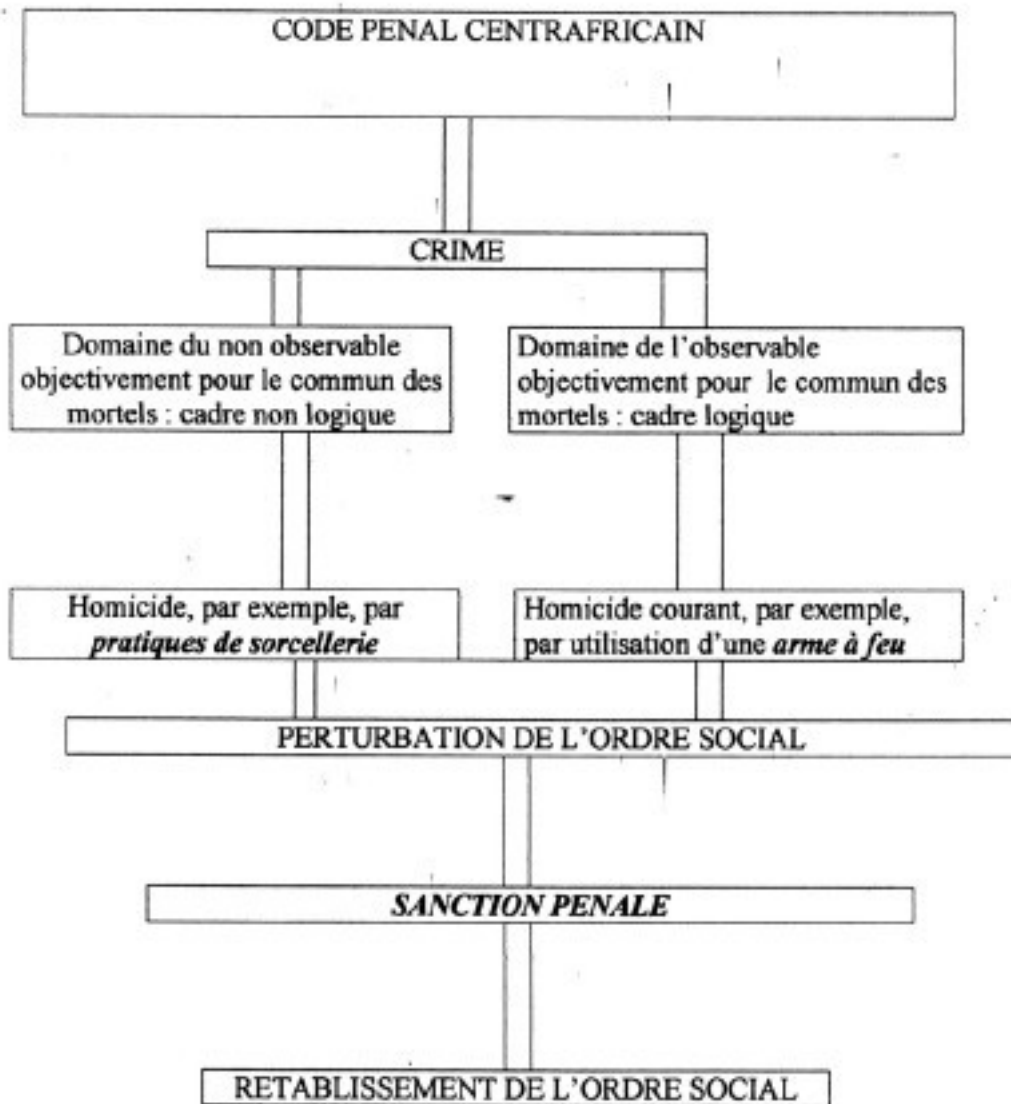 CODE PENAL CENTRAFRICAIN
CRIME
Domaine du non observable
objectivement pour le commun des
mortels : cadre non logique
Domaine de l'observable
objectivement pour le commun des
mortels : cadre logique
Homicide, par exemple, par
pratiques de sorcellerie
Homicide courant, par exemple,
par utilisation d'une arme à feu
PERTURBATION DE L'ORDRE SOCIAL
SANCTION PENALE
RETABLISSEMENT DE L'ORDRE SOCIAL